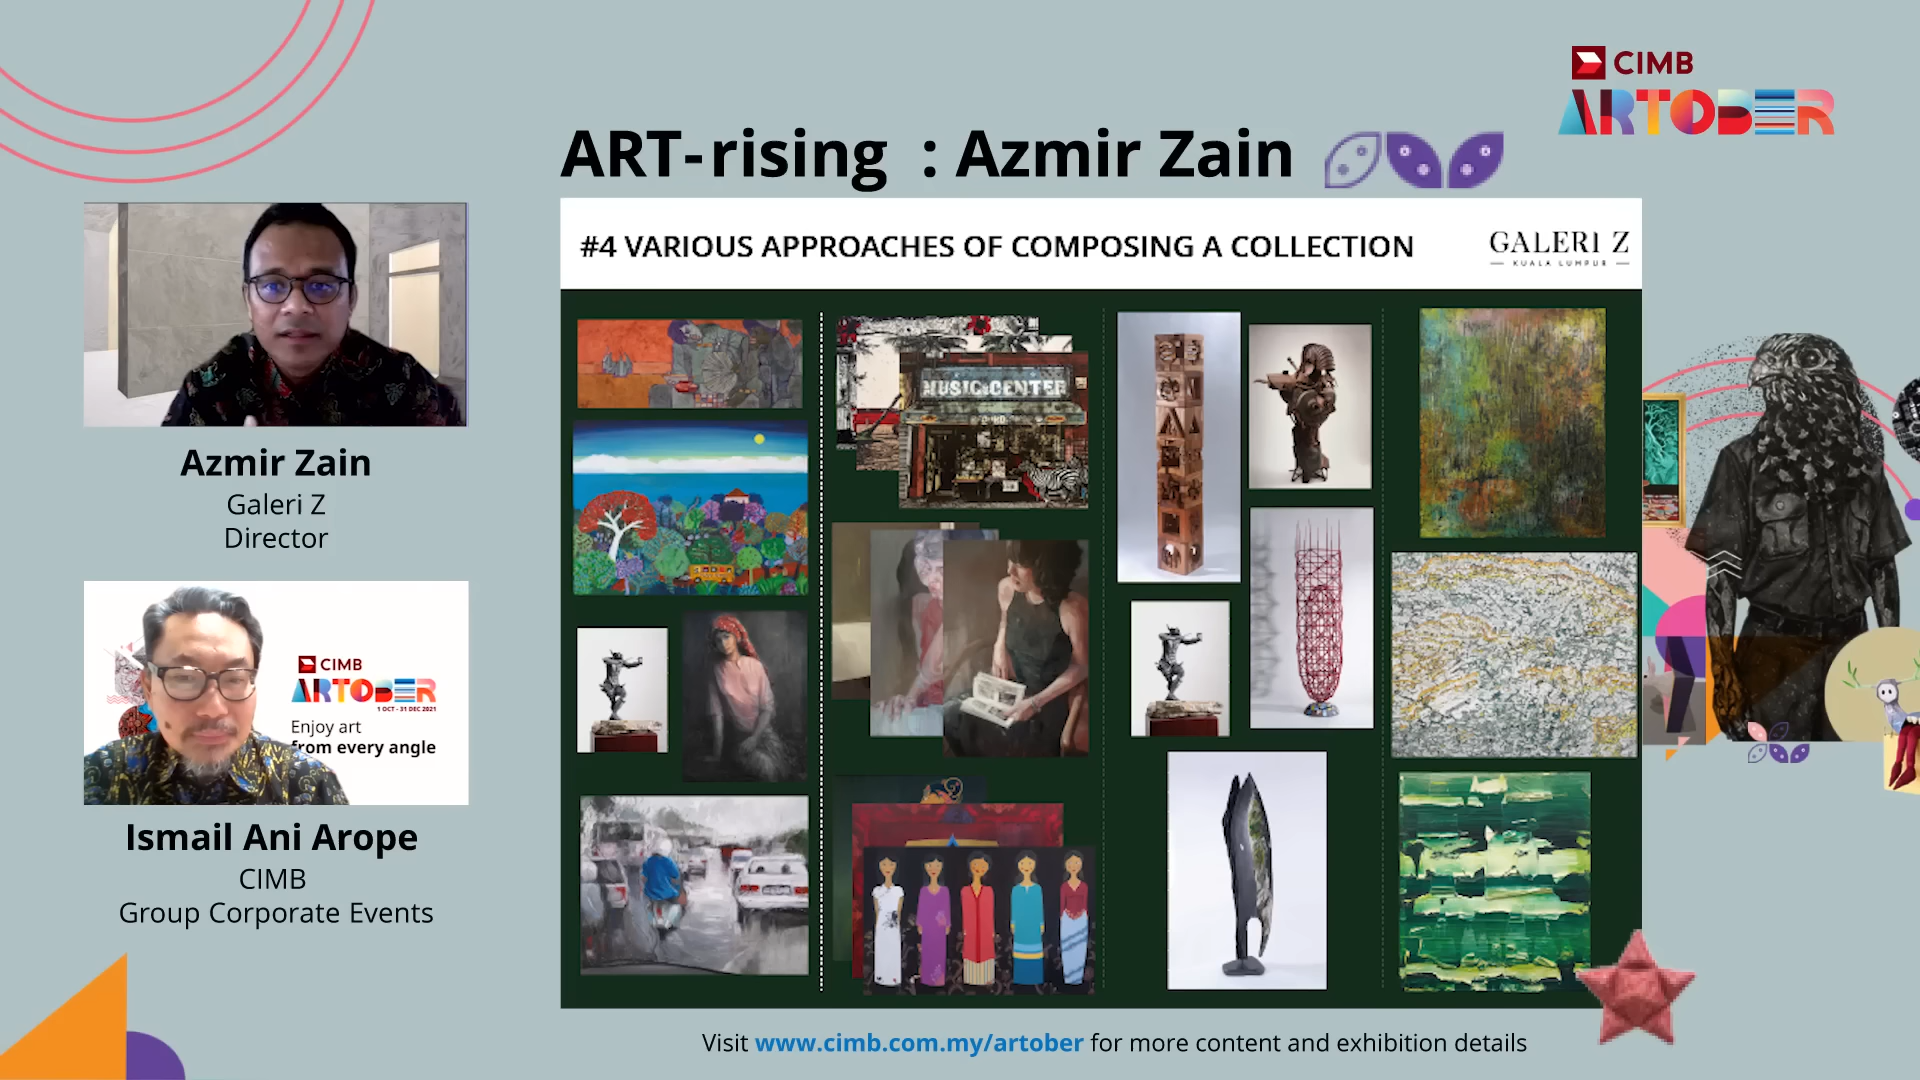 CIMB
ARTOBER
ART-rising : Azmir Zain
#4 VARIOUS APPROACHES OF COMPOSING A COLLECTION
GALERI Z
KUALA LUMPUR
MUSIC CENTER
Azmir Zain
Galeri Z
Director
CIMB
ARTOBER
1 OCT - 31 DEC 2021
Enjoy art
from every angle
Ismail Ani Arope
CIMB
Group Corporate Events
Visit www.cimb.com.my/artober for more content and exhibition details